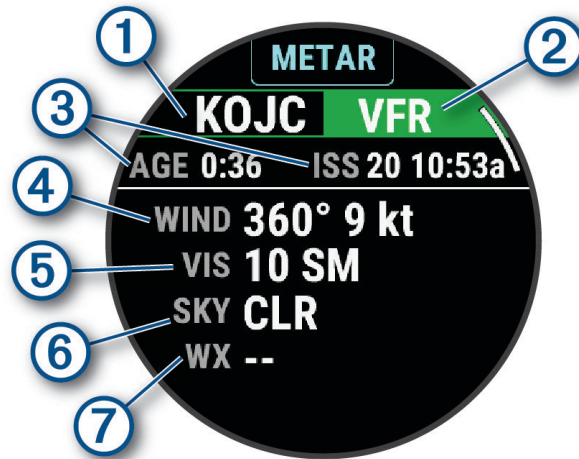 1
2
METAR
3
KOJC VFR
AGE 0:36 ISS 20 10:53a
4
WIND 360° 9 kt
5
VIS 10 SM
6
SKY CLR
7
WX --